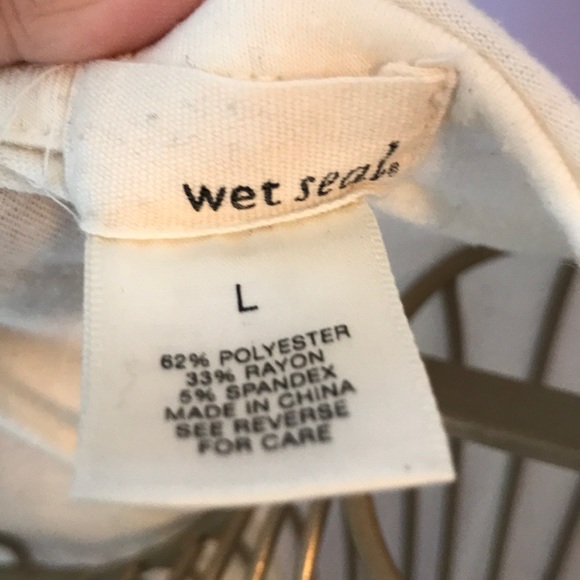 wet seal®
L
62% POLYESTER
33% RAYON
5% SPANDEX
MADE IN CHINA
SEE REVERSE
FOR CARE